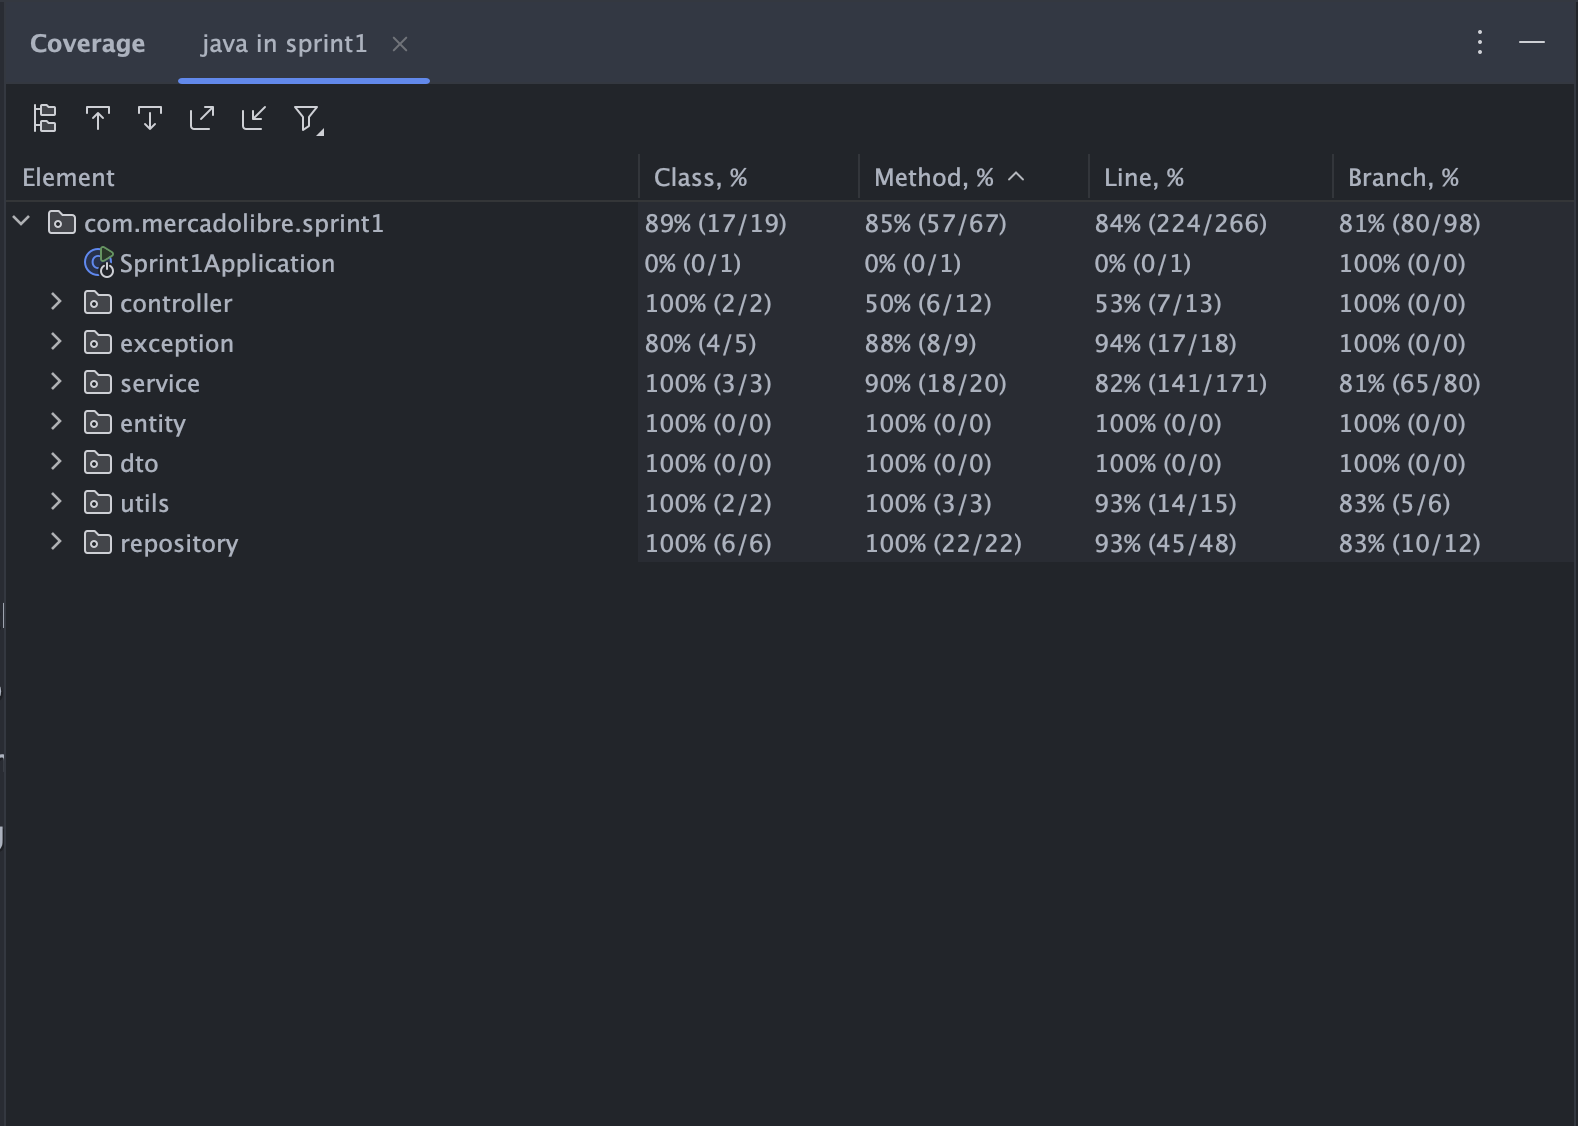 Coverage java in sprint1
Element Class, % Method, % Line, % Branch, %
com.mercadolibre.sprint1 89% (17/19) 85% (57/67) 84% (224/266) 81% (80/98)
Sprint1Application 0% (0/1) 0% (0/1) 0% (0/1) 100% (0/0)
controller 100% (2/2) 50% (6/12) 53% (7/13) 100% (0/0)
exception 80% (4/5) 88% (8/9) 94% (17/18) 100% (0/0)
service 100% (3/3) 90% (18/20) 82% (141/171) 81% (65/80)
entity 100% (0/0) 100% (0/0) 100% (0/0) 100% (0/0)
dto 100% (0/0) 100% (0/0) 100% (0/0) 100% (0/0)
utils 100% (2/2) 100% (3/3) 93% (14/15) 83% (5/6)
repository 100% (6/6) 100% (22/22) 93% (45/48) 83% (10/12)